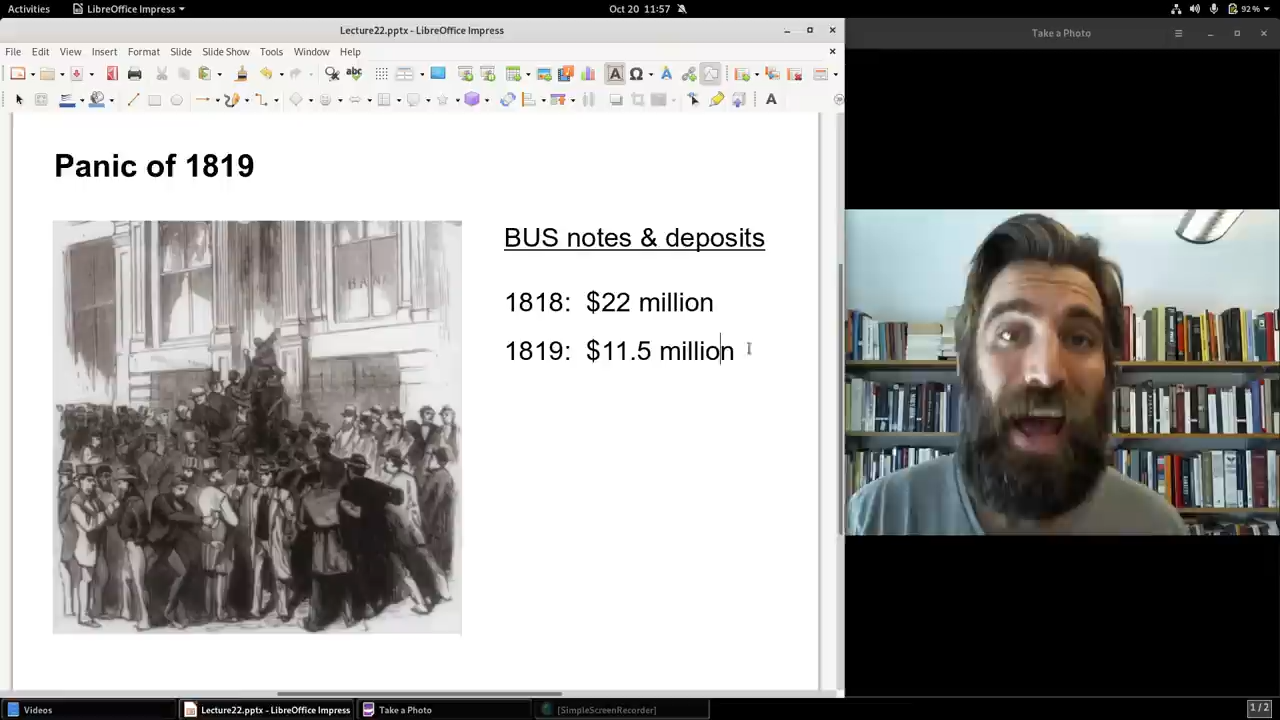 Activities
LibreOffice Impress
Oct 20 11:57
92%
Lecture22.pptx - LibreOffice Impress
Take a Photo
File Edit View Insert Format Slide Slide Show Tools Window Help
Panic of 1819
BANK
BUS notes & deposits
1818: $22 million
1819: $11.5 million
Videos
Lecture22.pptx - LibreOffice Impress
Take a Photo
[SimpleScreenRecorder]
1 / 2